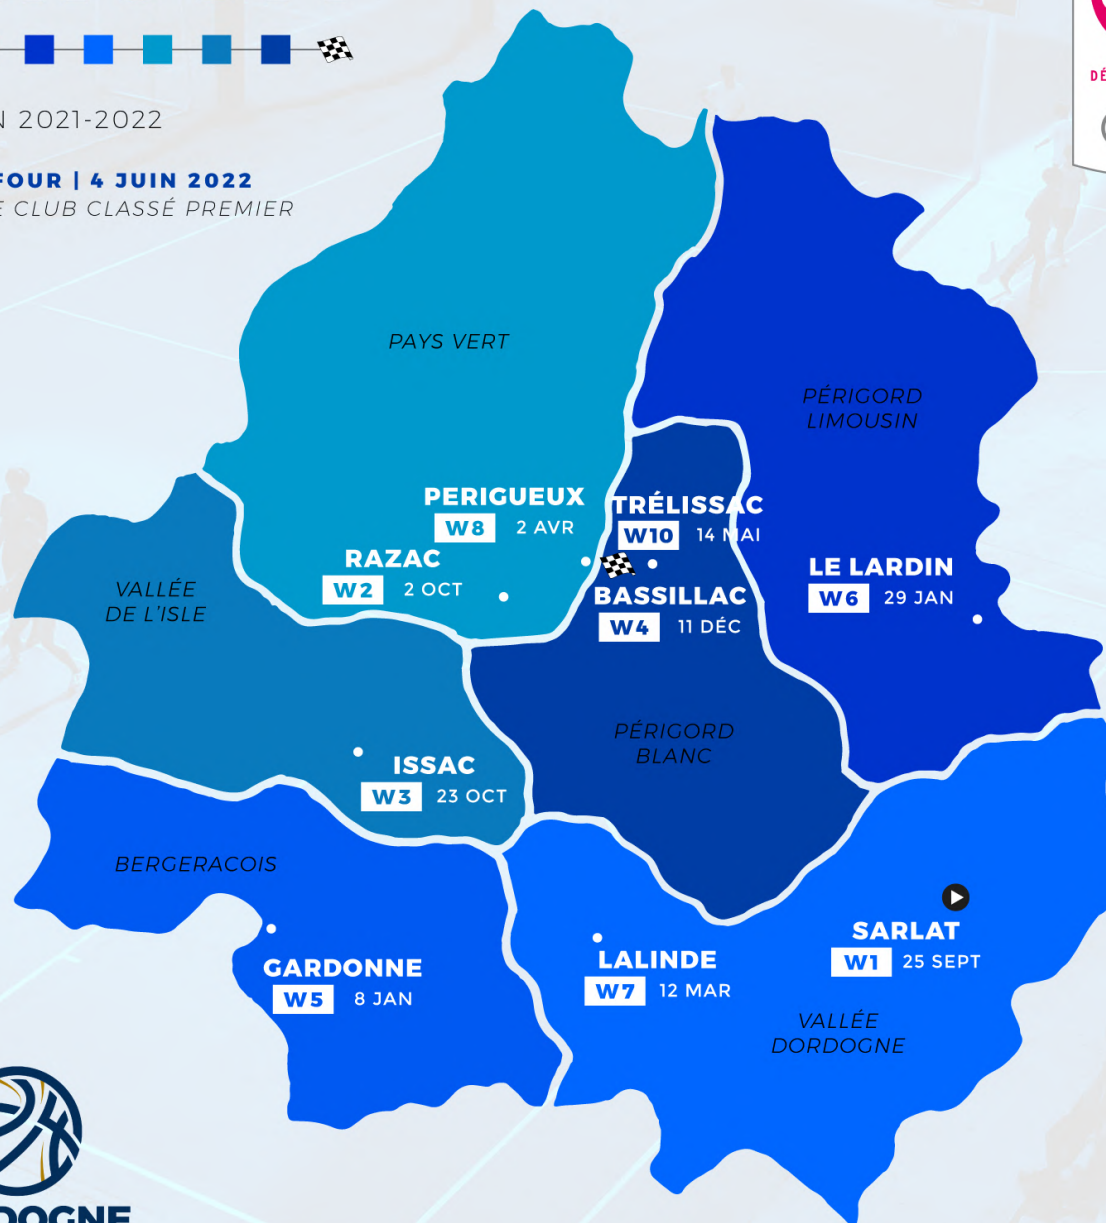 N 2021-2022
FOUR | 4 JUIN 2022
E CLUB CLASSÉ PREMIER
DÉ
PAYS VERT
PÉRIGORD
LIMOUSIN
PERIGUEUX
W8 2 AVR
TRÉLISSAC
W10 14 MAI
RAZAC
W2 2 OCT
BASSILLAC
W4 11 DÉC
LE LARDIN
W6 29 JAN
VALLÉE
DE L'ISLE
PÉRIGORD
BLANC
ISSAC
W3 23 OCT
BERGERACOIS
GARDONNE
W5 8 JAN
LALINDE
W7 12 MAR
SARLAT
W1 25 SEPT
VALLÉE
DORDOGNE
DOGNE